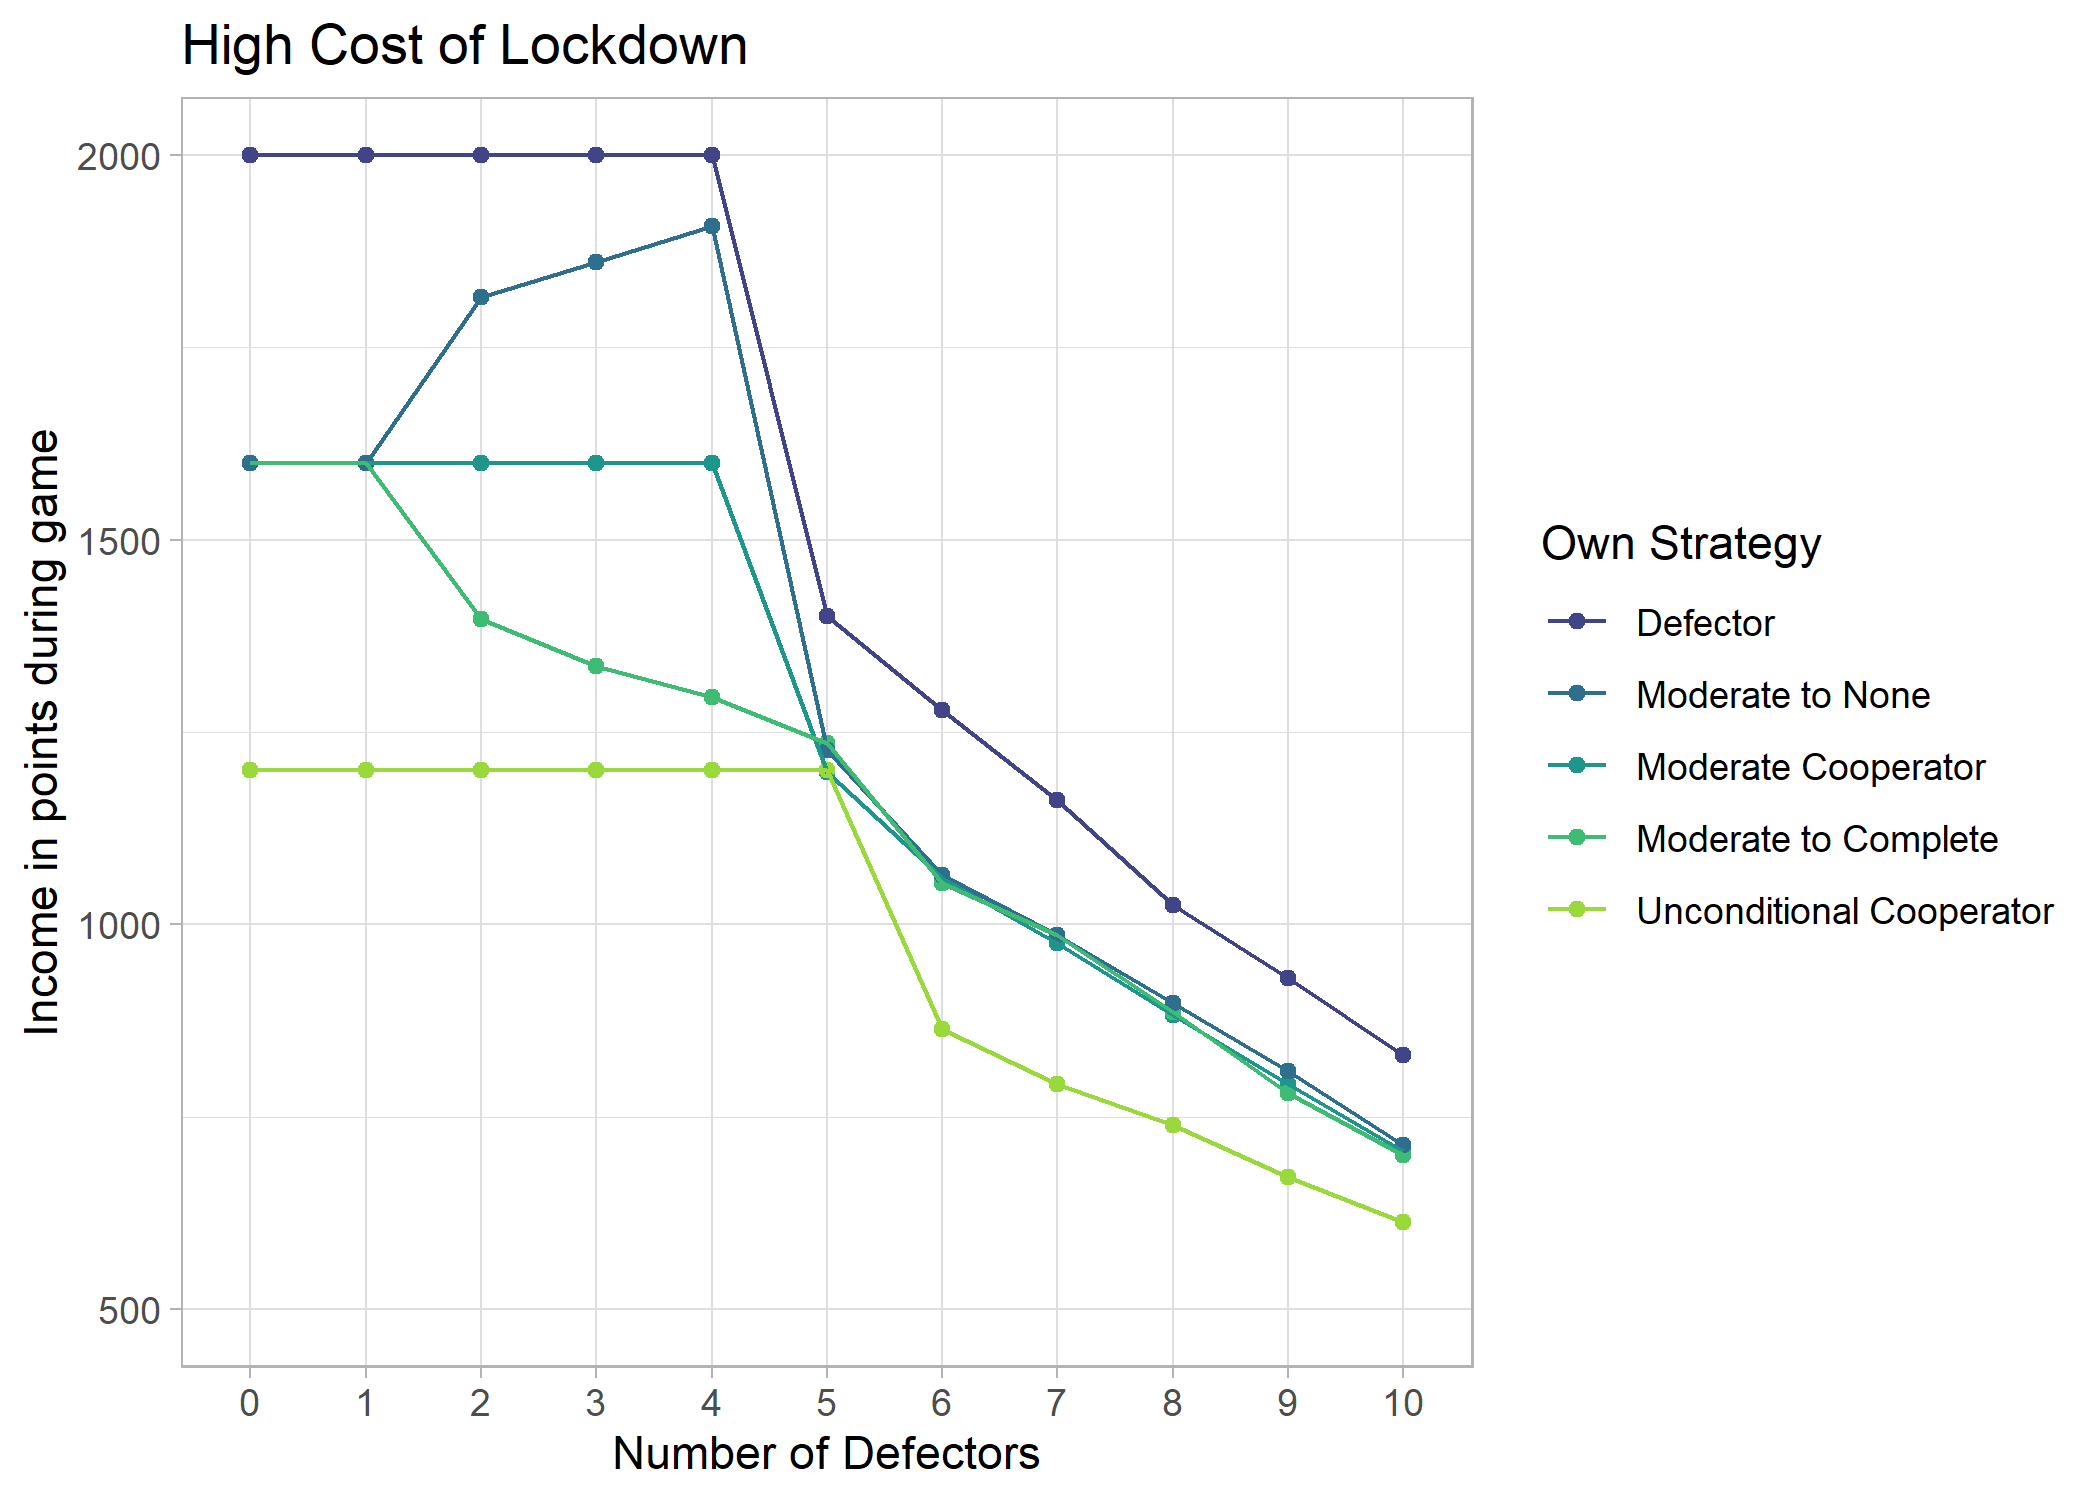 High Cost of Lockdown
Income in points during game
2000
1500
1000
500
0 1 2 3 4 5 6 7 8 9 10
Number of Defectors
Own Strategy
Defector
Moderate to None
Moderate Cooperator
Moderate to Complete
Unconditional Cooperator